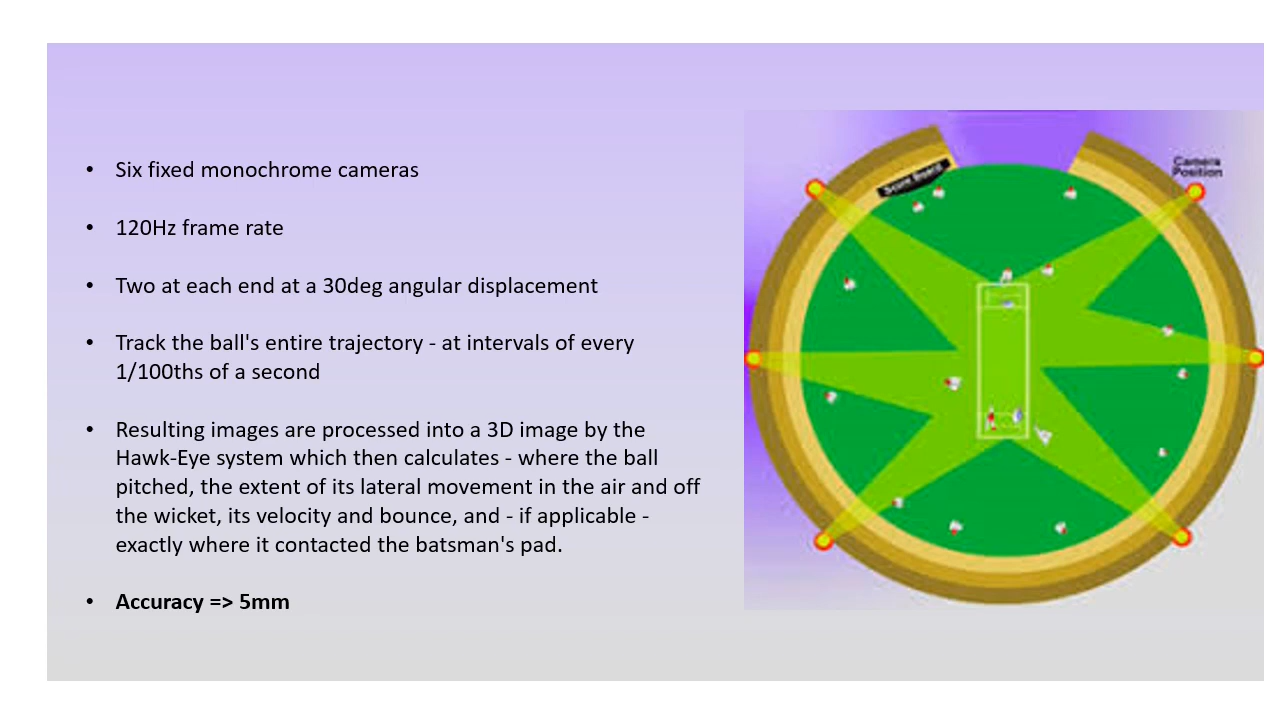 • Six fixed monochrome cameras
• 120Hz frame rate
• Two at each end at a 30deg angular displacement
• Track the ball's entire trajectory - at intervals of every
1/100ths of a second
• Resulting images are processed into a 3D image by the
Hawk-Eye system which then calculates - where the ball
pitched, the extent of its lateral movement in the air and off
the wicket, its velocity and bounce, and - if applicable -
exactly where it contacted the batsman's pad.
• Accuracy => 5mm
Score Board
Camera
Position